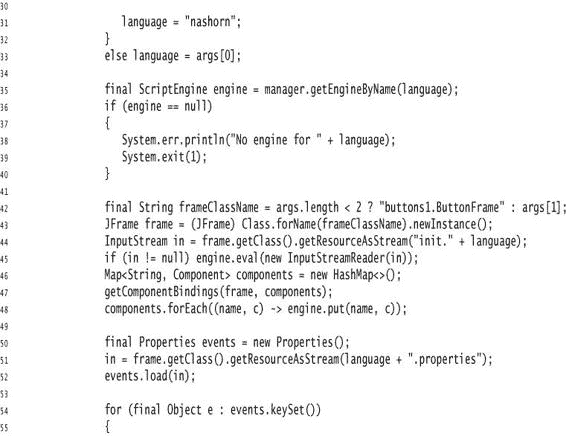 30
31 language = "nashorn";
32 }
33 else language = args[0];
34
35 final ScriptEngine engine = manager.getEngineByName(language);
36 if (engine == null)
37 {
38 System.err.println("No engine for " + language);
39 System.exit(1);
40 }
41
42 final String frameClassName = args.length < 2 ? "buttons1.ButtonFrame" : args[1];
43 JFrame frame = (JFrame) Class.forName(frameClassName).newInstance();
44 InputStream in = frame.getClass().getResourceAsStream("init." + language);
45 if (in != null) engine.eval(new InputStreamReader(in));
46 Map<String, Component> components = new HashMap<>();
47 getComponentBindings(frame, components);
48 components.forEach((name, c) -> engine.put(name, c));
49
50 final Properties events = new Properties();
51 in = frame.getClass().getResourceAsStream(language + ".properties");
52 events.load(in);
53
54 for (final Object e : events.keySet())
55 {